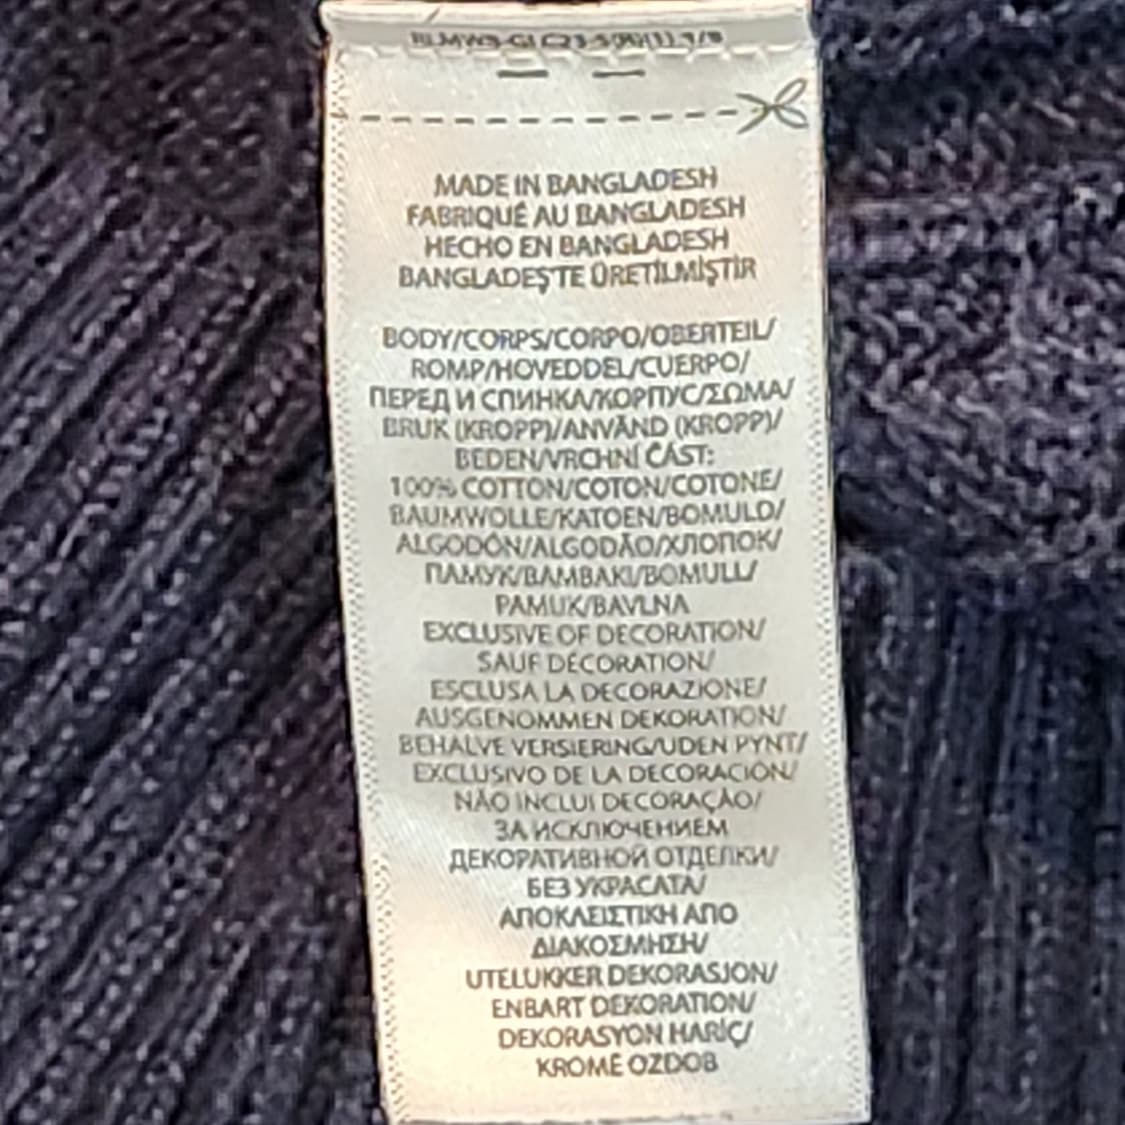 MADE IN BANGLADESH
FABRIQUÉ AU BANGLADESH
HECHO EN BANGLADESH
BANGLADEŞ'TE ÜRETİLMİŞTİR
BODY/CORPS/CORPO/OBERTEIL/
ROMP/HOVEDDEL/CUERPO/
ПЕРЕД И СПИНКА/КОРПУС/ΣΩΜΑ/
BRUK (KROPP)/ANVÄND (KROPP)/
BEDEN/VRCHNÍ ČÁST:
100% COTTON/COTON/COTONE/
BAUMWOLLE/KATOEN/BOMULD/
ALGODÓN/ALGODÃO/ХЛОПОК/
ПАМУК/ΒΑΜΒΑΚΙ/BOMULL/
PAMUK/BAVLNA
EXCLUSIVE OF DECORATION/
SAUF DÉCORATION/
ESCLUSA LA DECORAZIONE/
AUSGENOMMEN DEKORATION/
BEHALVE VERSIERING/UDEN PYNT/
EXCLUSIVO DE LA DECORACIÓN/
NÃO INCLUI DECORAÇÃO/
ЗА ИСКЛЮЧЕНИЕМ
ДЕКОРАТИВНОЙ ОТДЕЛКИ/
БЕЗ УКРАСАТА/
ΑΠΟΚΛΕΙΣΤΙΚΗ ΑΠΟ
ΔΙΑΚΟΣΜΗΣΗ/
UTELUKKER DEKORASJON/
ENBART DEKORATION/
DEKORASYON HARİÇ/
KROMĚ OZDOB